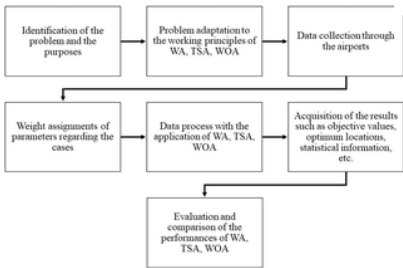 Identification of the
problem and the
purposes
Problem adaptation to
the working principles of
WA, TSA, WOA
Data collection through
the airports
Weight assignments of
parameters regarding the
cases
Data process with the
application of WA, TSA,
WOA
Acquisition of the results
such as objective values,
optimum locations,
statistical information,
etc.
Evaluation and
comparison of the
performances of WA,
TSA, WOA